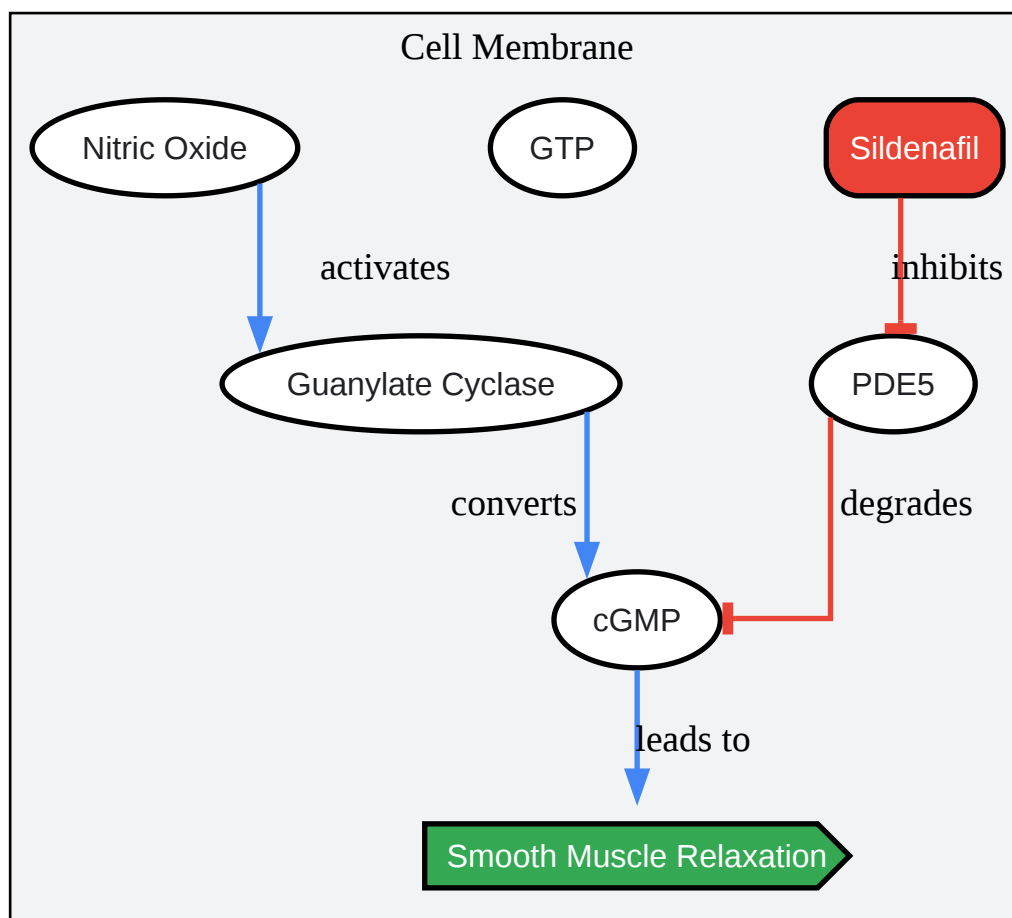 Cell Membrane
Nitric Oxide
GTP
Sildenafil
activates
inhibits
Guanylate Cyclase
PDE5
converts
degrades
cGMP
leads to
Smooth Muscle Relaxation